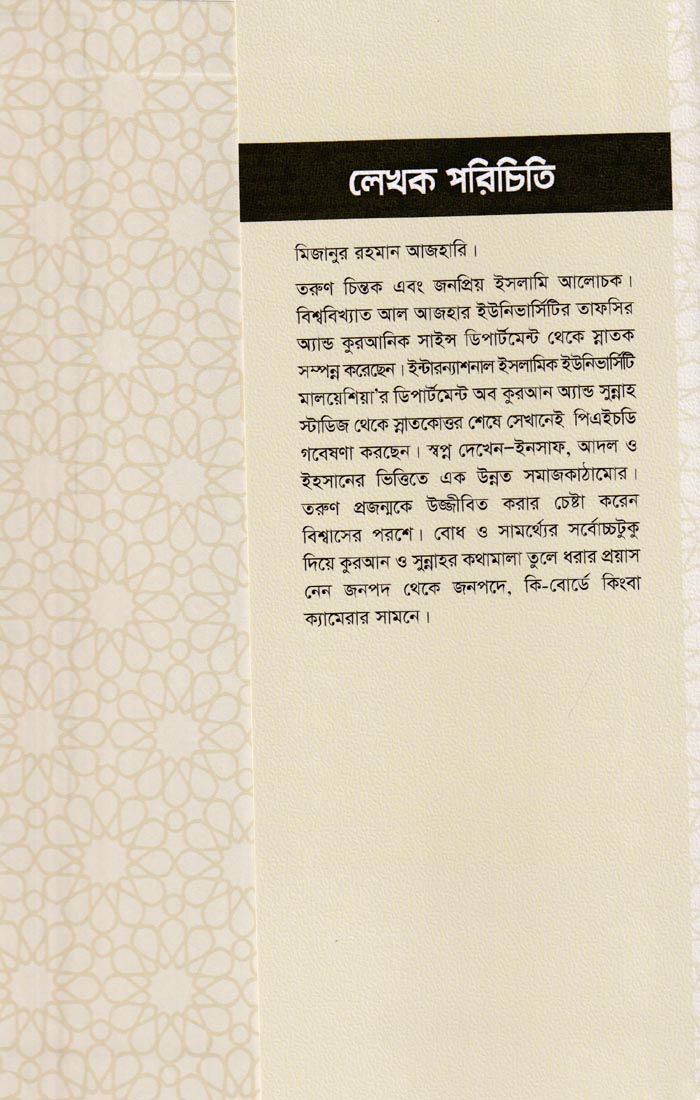 লেখক পরিচিতি
মিজানুর রহমান আজহারি।
তরুণ চিন্তক এবং জনপ্রিয় ইসলামি আলোচক।
বিশ্ববিখ্যাত আল আজহার ইউনিভার্সিটির তাফসির
অ্যান্ড কুরআনিক সাইন্স ডিপার্টমেন্ট থেকে স্নাতক
সম্পন্ন করেছেন। ইন্টারন্যাশনাল ইসলামিক ইউনিভার্সিটি
মালয়েশিয়া'র ডিপার্টমেন্ট অব কুরআন অ্যান্ড সুন্নাহ
স্টাডিজ থেকে স্নাতকোত্তর শেষে সেখানেই পিএইচডি
গবেষণা করছেন। স্বপ্ন দেখেন–ইনসাফ, আদল ও
ইহসানের ভিত্তিতে এক উন্নত সমাজকাঠামোর।
তরুণ প্রজন্মকে উজ্জীবিত করার চেষ্টা করেন
বিশ্বাসের পরশে। বোধ ও সামর্থ্যের সর্বোচ্চটুকু
দিয়ে কুরআন ও সুন্নাহর কথামালা তুলে ধরার প্রয়াস
নেন জনপদ থেকে জনপদে, কি-বোর্ডে কিংবা
ক্যামেরার সামনে।